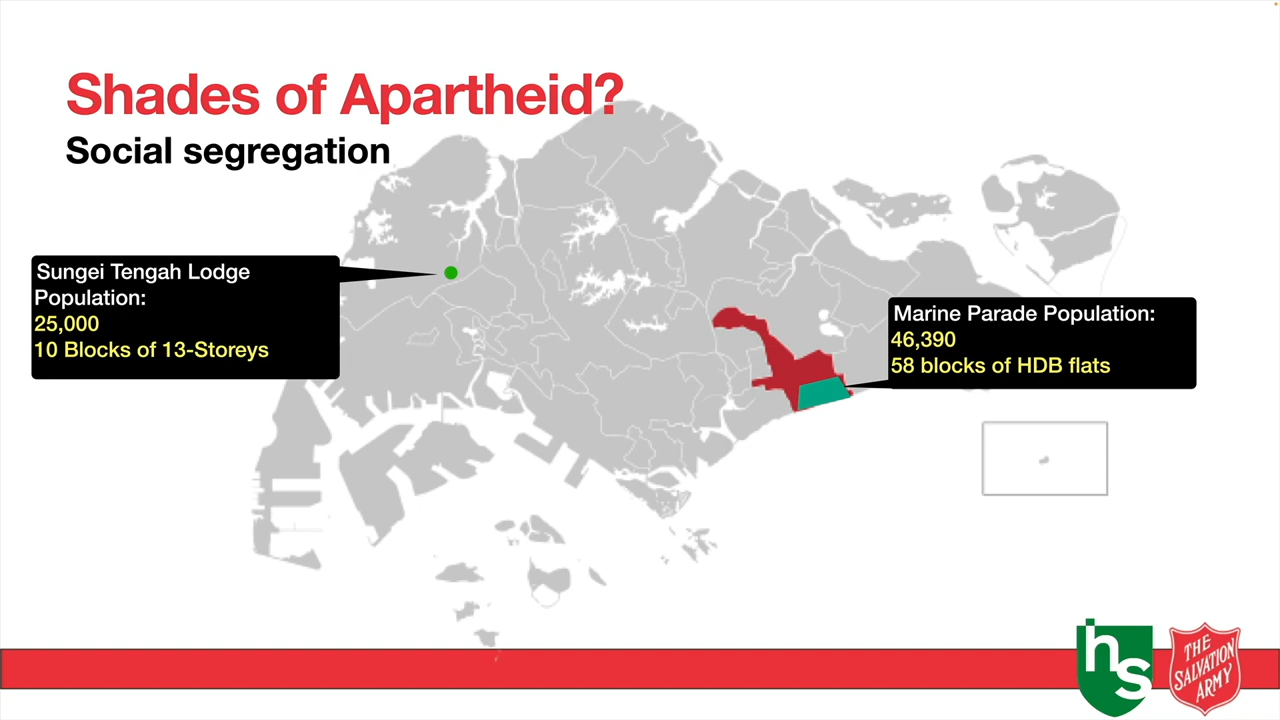 Shades of Apartheid?
Social segregation
Sungei Tengah Lodge
Population:
25,000
10 Blocks of 13-Storeys
Marine Parade Population:
46,390
58 blocks of HDB flats
hs
THE
SALVATION
ARMY